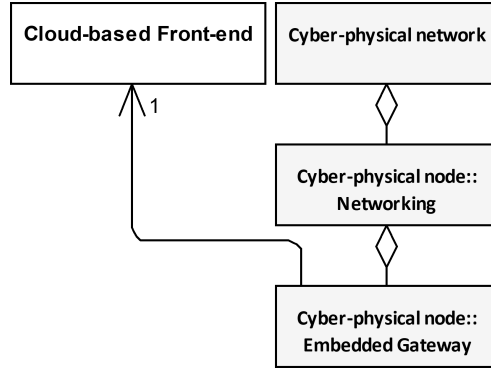 Cloud-based Front-end
Cyber-physical network
1
Cyber-physical node::
Networking
Cyber-physical node::
Embedded Gateway